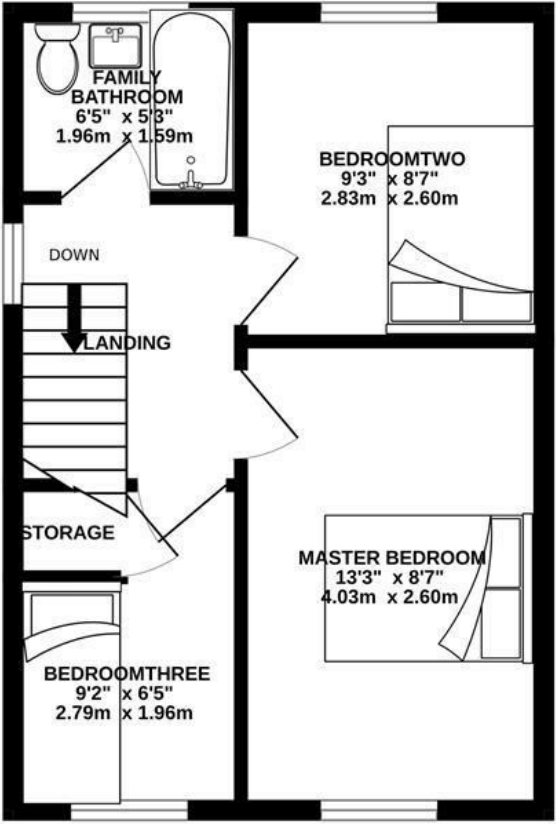 FAMILY
BATHROOM
6'5" x 5'3"
1.96m x 1.59m
BEDROOMTWO
9'3" x 8'7"
2.83m x 2.60m
DOWN
LANDING
STORAGE
MASTER BEDROOM
13'3" x 8'7"
4.03m x 2.60m
BEDROOMTHREE
9'2" x 6'5"
2.79m x 1.96m